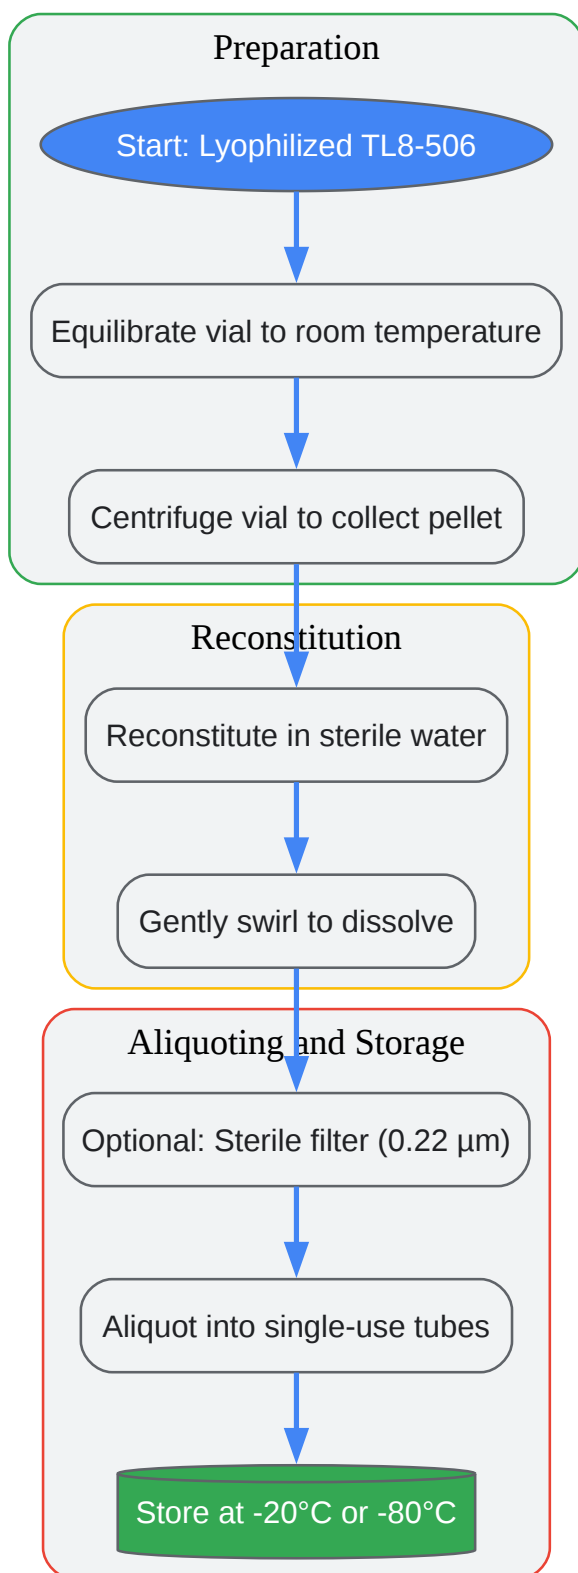 Preparation
Start: Lyophilized TL8-506
Equilibrate vial to room temperature
Centrifuge vial to collect pellet
Reconstitution
Reconstitute in sterile water
Gently swirl to dissolve
Aliquoting and Storage
Optional: Sterile filter (0.22 µm)
Aliquot into single-use tubes
Store at -20°C or -80°C